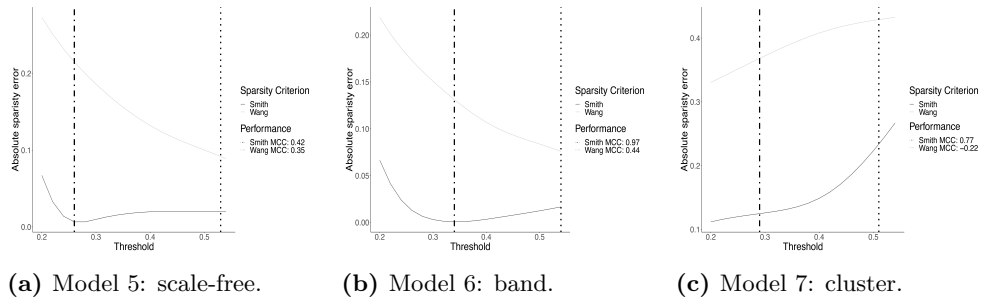 Absolute sparisty error
0.2
0.1
0.0
0.2
0.3
0.4
0.5
Threshold
Sparsity Criterion
Smith
Wang
Performance
Smith MCC: 0.42
Wang MCC: 0.35
(a) Model 5: scale-free.
Absolute sparisty error
0.20
0.15
0.10
0.05
0.00
0.2
0.3
0.4
0.5
Threshold
Sparsity Criterion
Smith
Wang
Performance
Smith MCC: 0.97
Wang MCC: 0.44
(b) Model 6: band.
Absolute sparisty error
0.4
0.3
0.2
0.1
0.2
0.3
0.4
0.5
Threshold
Sparsity Criterion
Smith
Wang
Performance
Smith MCC: 0.77
Wang MCC: −0.22
(c) Model 7: cluster.